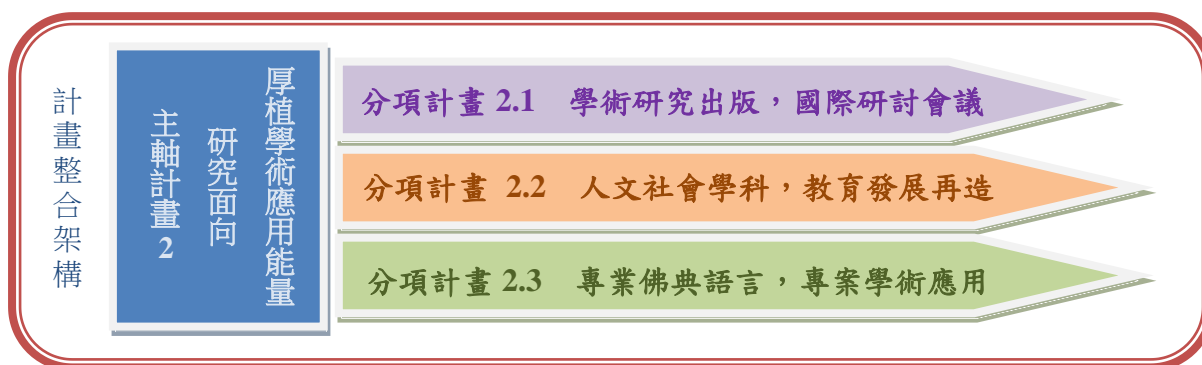 計畫整合架構
厚植學術應用能量
研究面向
主軸計畫2
分項計畫 2.1 學術研究出版，國際研討會議
分項計畫 2.2 人文社會學科，教育發展再造
分項計畫 2.3 專業佛典語言，專案學術應用